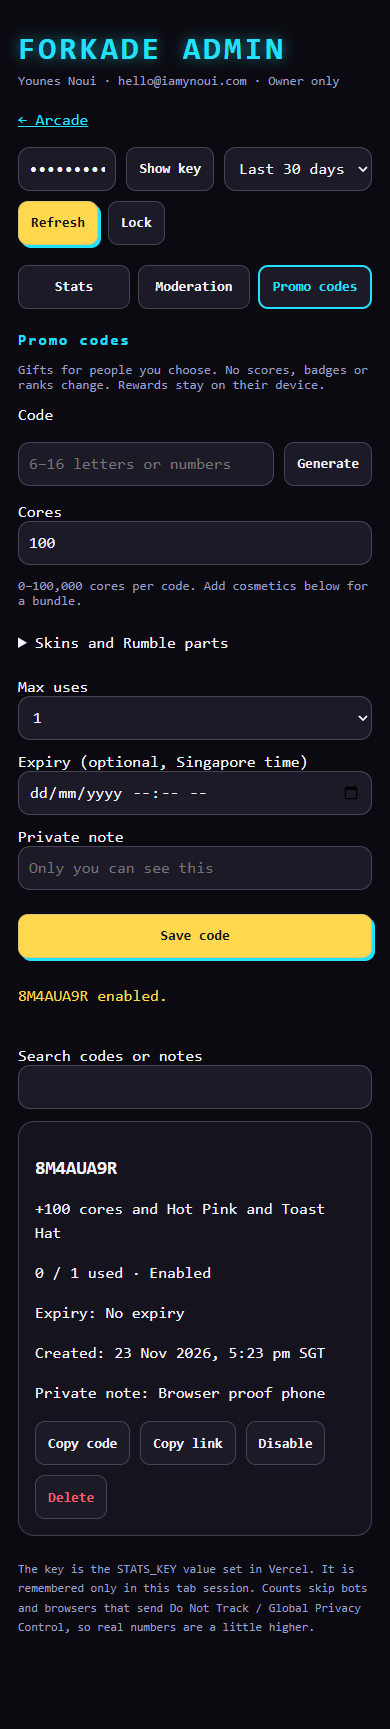 FORKADE ADMIN
Younes Noui · hello@iamynoui.com · Owner only
← Arcade
•••••••••
Show key
Last 30 days
Refresh
Lock
Stats
Moderation
Promo codes
Promo codes
Gifts for people you choose. No scores, badges or
ranks change. Rewards stay on their device.
Code
6–16 letters or numbers
Generate
Cores
100
0–100,000 cores per code. Add cosmetics below for
a bundle.
▶ Skins and Rumble parts
Max uses
1
Expiry (optional, Singapore time)
dd/mm/yyyy --:-- --
Private note
Only you can see this
Save code
8M4AUA9R enabled.
Search codes or notes
8M4AUA9R
+100 cores and Hot Pink and Toast
Hat
0 / 1 used · Enabled
Expiry: No expiry
Created: 23 Nov 2026, 5:23 pm SGT
Private note: Browser proof phone
Copy code
Copy link
Disable
Delete
The key is the STATS_KEY value set in Vercel. It is
remembered only in this tab session. Counts skip bots
and browsers that send Do Not Track / Global Privacy
Control, so real numbers are a little higher.